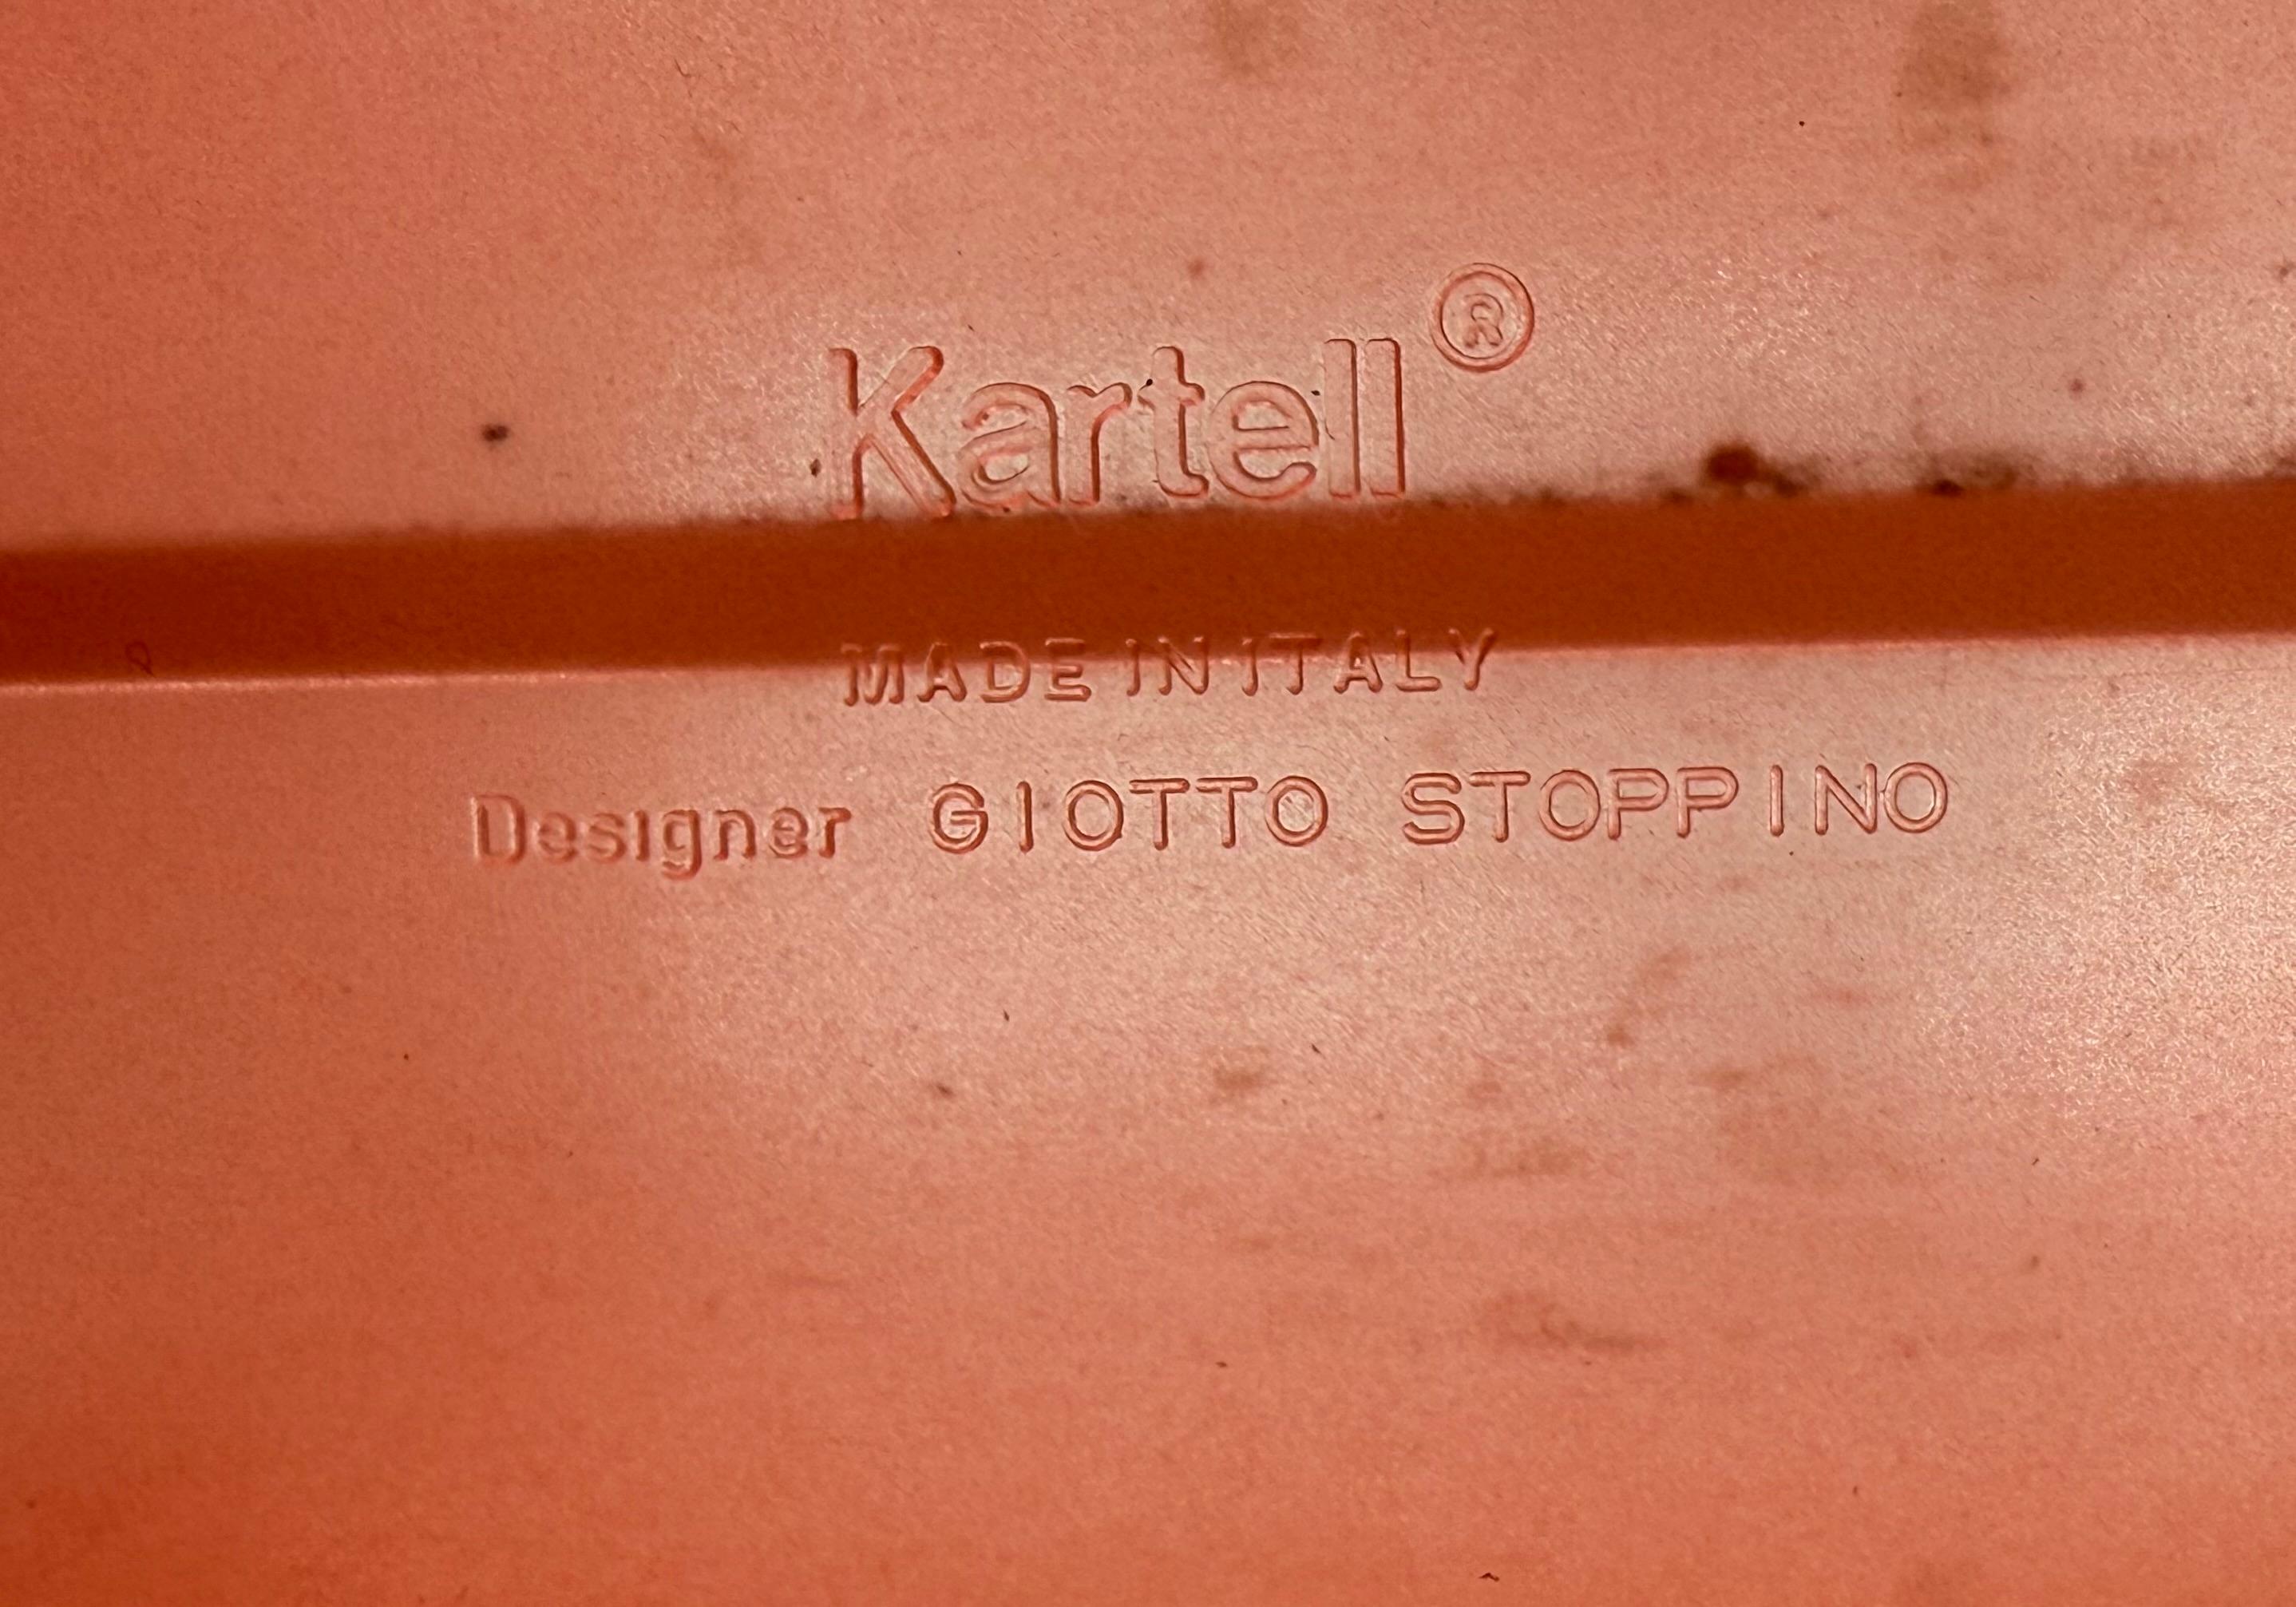 Kartell®
MADE IN ITALY
Designer GIOTTO STOPPINO